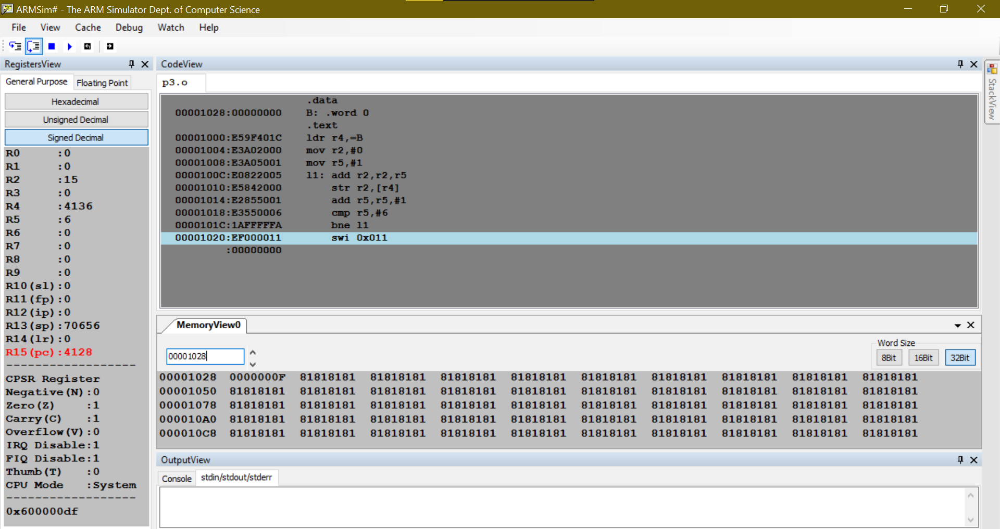 ARMSim# - The ARM Simulator Dept. of Computer Science
File View Cache Debug Watch Help
RegistersView
General Purpose Floating Point
Hexadecimal
Unsigned Decimal
Signed Decimal
R0 :0
R1 :0
R2 :15
R3 :0
R4 :4136
R5 :6
R6 :0
R7 :0
R8 :0
R9 :0
R10(sl):0
R11(fp):0
R12(ip):0
R13(sp):70656
R14(lr):0
R15(pc):4128
-------------------
CPSR Register
Negative(N):0
Zero(Z) :1
Carry(C) :1
Overflow(V):0
IRQ Disable:1
FIQ Disable:1
Thumb(T) :0
CPU Mode :System
-------------------
0x600000df
CodeView
p3.o
.data
00001028:00000000 B: .word 0
.text
00001000:E59F401C ldr r4,=B
00001004:E3A02000 mov r2,#0
00001008:E3A05001 mov r5,#1
0000100C:E0822005 l1: add r2,r2,r5
00001010:E5842000 str r2,[r4]
00001014:E2855001 add r5,r5,#1
00001018:E3550006 cmp r5,#6
0000101C:1AFFFFFA bne l1
00001020:EF000011 swi 0x011
:00000000
MemoryView0
00001028
Word Size
8Bit 16Bit 32Bit
00001028 0000000F 81818181 81818181 81818181 81818181 81818181 81818181 81818181 81818181 81818181
00001050 81818181 81818181 81818181 81818181 81818181 81818181 81818181 81818181 81818181 81818181
00001078 81818181 81818181 81818181 81818181 81818181 81818181 81818181 81818181 81818181 81818181
000010A0 81818181 81818181 81818181 81818181 81818181 81818181 81818181 81818181 81818181 81818181
000010C8 81818181 81818181 81818181 81818181 81818181 81818181 81818181 81818181 81818181 81818181
OutputView
Console stdin/stdout/stderr
StackView